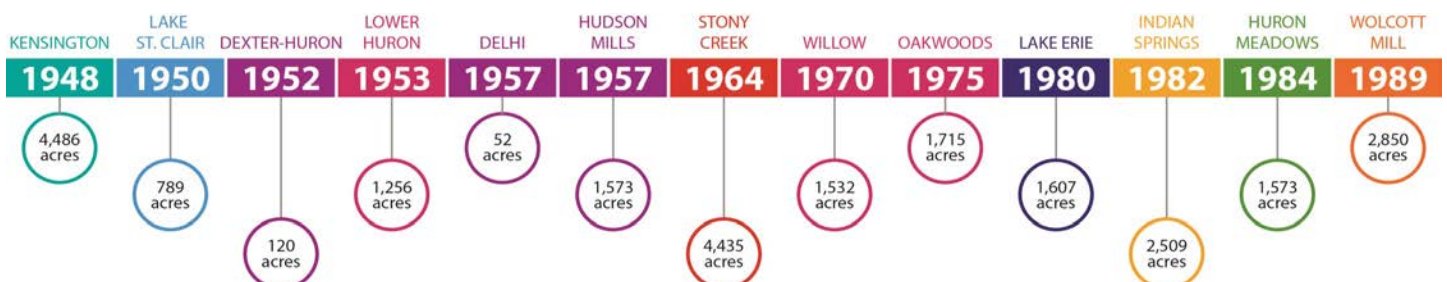 KENSINGTON
1948
4,486
acres
LAKE
ST. CLAIR
1950
789
acres
DEXTER-HURON
1952
120
acres
LOWER
HURON
1953
1,256
acres
DELHI
1957
52
acres
HUDSON
MILLS
1957
1,573
acres
STONY
CREEK
1964
4,435
acres
WILLOW
1970
1,532
acres
OAKWOODS
1975
1,715
acres
LAKE ERIE
1980
1,607
acres
INDIAN
SPRINGS
1982
2,509
acres
HURON
MEADOWS
1984
1,573
acres
WOLCOTT
MILL
1989
2,850
acres